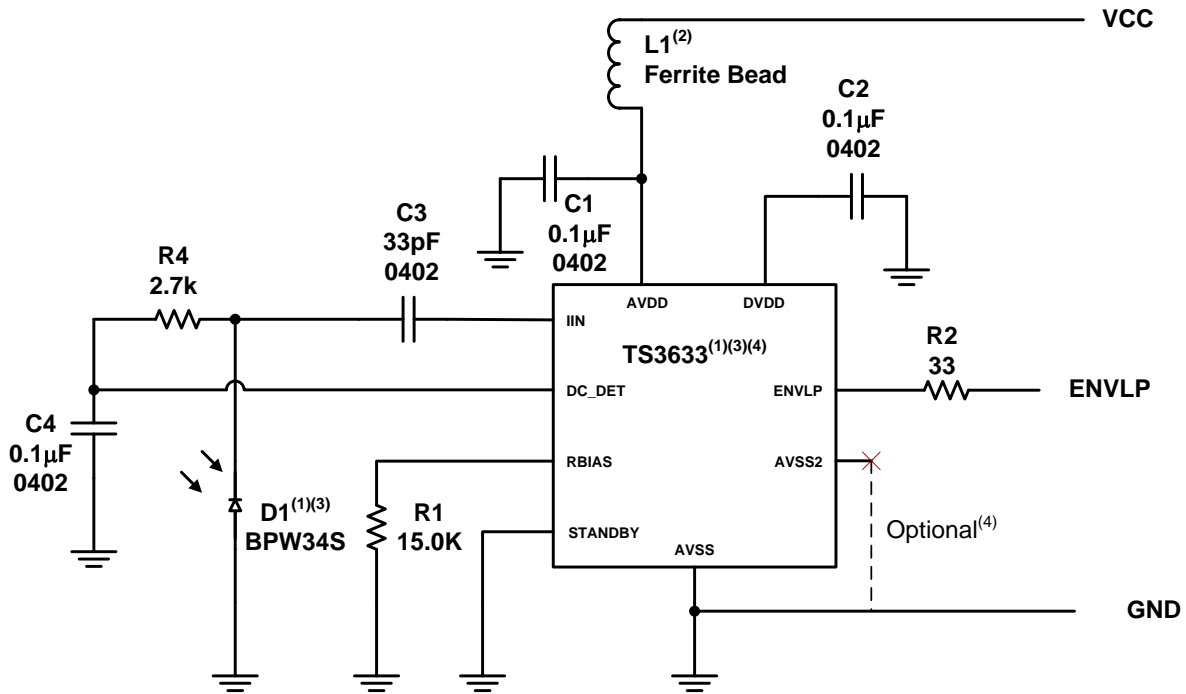 VCC
L1(2)
Ferrite Bead
C2
0.1μF
0402
C1
0.1μF
0402
C3
33pF
0402
R4
2.7k
AVDD
DVDD
IIN
TS3633(1)(3)(4)
R2
33
DC_DET
ENVLP
ENVLP
C4
0.1μF
0402
RBIAS
AVSS2
D1(1)(3)
BPW34S
R1
15.0K
STANDBY
AVSS
Optional(4)
GND